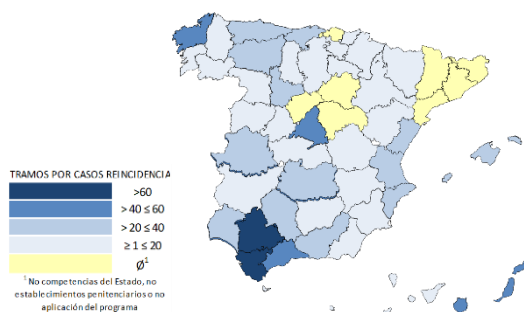 TRAMOS POR CASOS REINCIDENCIA
>60
> 40 ≤ 60
> 20 ≤ 40
≥ 1 ≤ 20
Ø¹
¹ No competencias del Estado, no
establecimientos penitenciarios o no
aplicación del programa